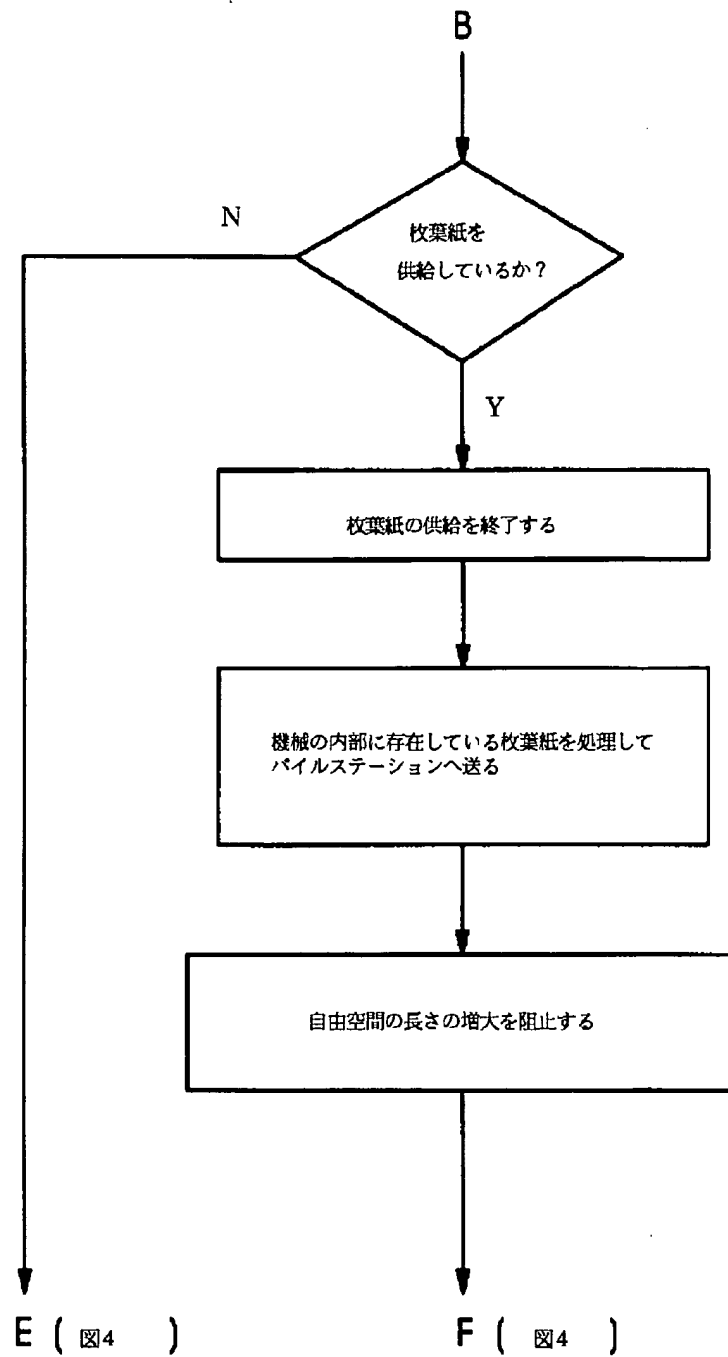 B
N
枚葉紙を
供給しているか？
Y
枚葉紙の供給を終了する
機械の内部に存在している枚葉紙を処理して
パイルステーションへ送る
自由空間の長さの増大を阻止する
E ( 図4 )
F ( 図4 )